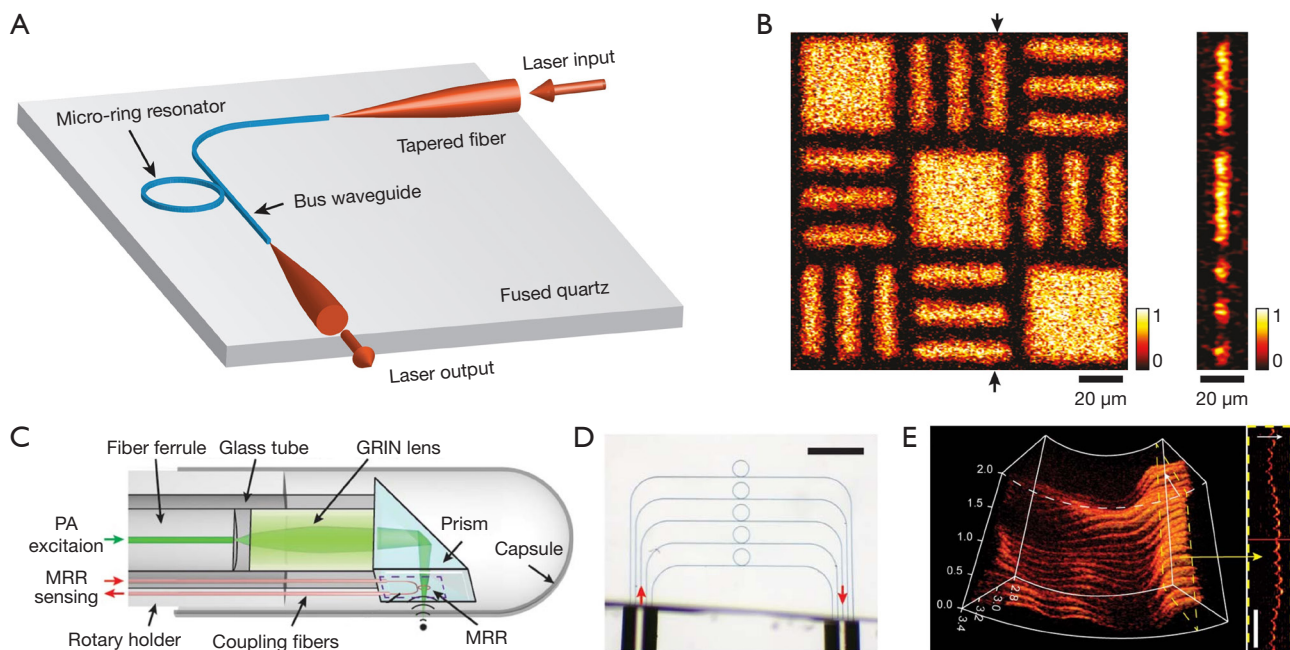 A
Laser input
Micro-ring resonator
Tapered fiber
Bus waveguide
Fused quartz
Laser output
B
1
0
20 µm
1
0
20 µm
C
Fiber ferrule
Glass tube
GRIN lens
PA
excitaion
Prism
Capsule
MRR
sensing
Rotary holder
Coupling fibers
MRR
D
E
2.0
1.5
1.0
0.5
0.0
3.4
3.2
3.0
2.8